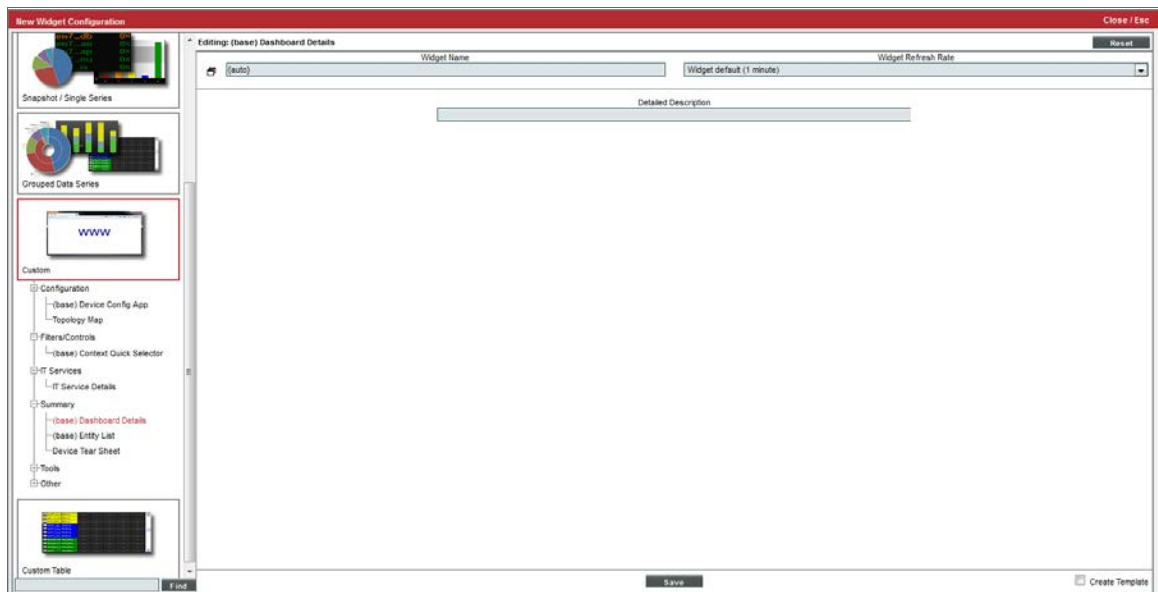 New Widget Configuration
Close / Esc
Editing: (base) Dashboard Details
Reset
Widget Name
Widget Refresh Rate
{auto}
Widget default (1 minute)
Detailed Description
Snapshot / Single Series
Grouped Data Series
www
Custom
Configuration
(base) Device Config App
Topology Map
Filters/Controls
(base) Context Quick Selector
IT Services
IT Service Details
Summary
(base) Dashboard Details
(base) Entity List
Device Tear Sheet
Tools
Other
Custom Table
Find
Save
Create Template